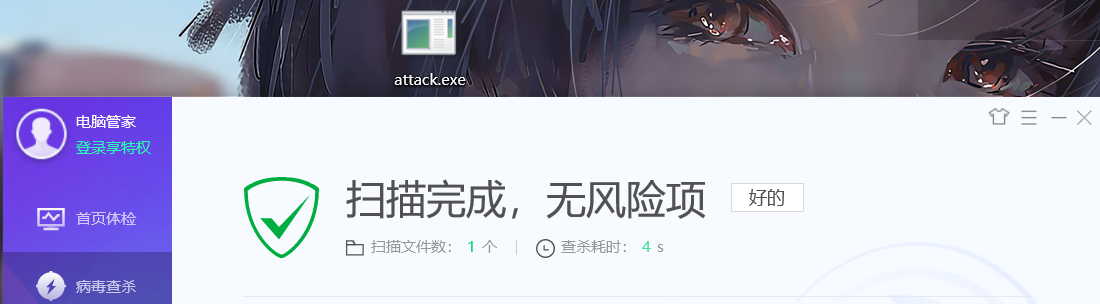 attack.exe
电脑管家
登录享特权
扫描完成，无风险项 好的
首页体检
扫描文件数： 1 个 查杀耗时： 4 s
病毒查杀